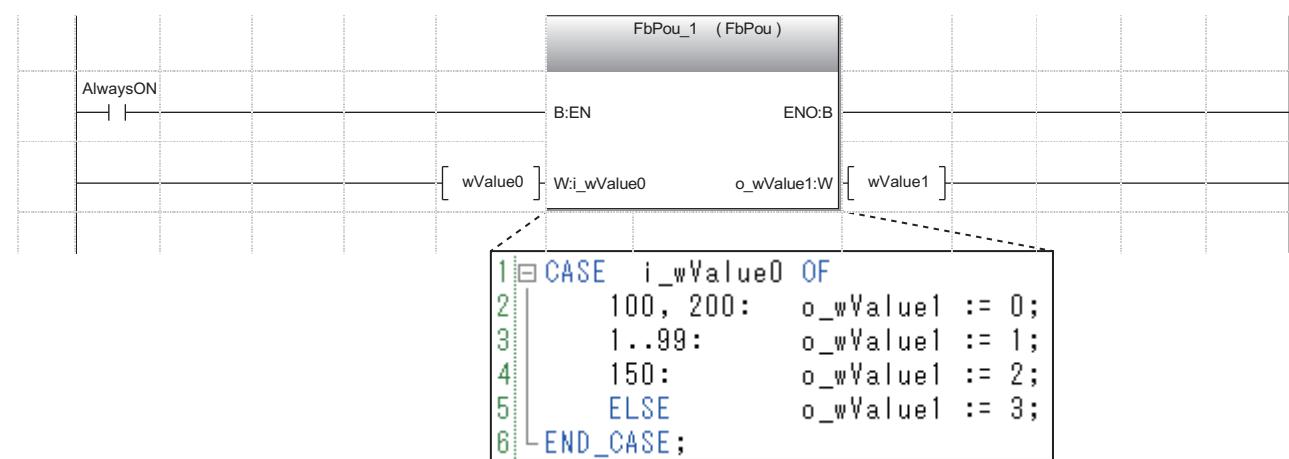 FbPou_1 ( FbPou )
AlwaysON
B:EN ENO:B
wValue0 W:i_wValue0 o_wValue1:W wValue1
1 CASE i_wValue0 OF
2 100, 200: o_wValue1 := 0;
3 1..99: o_wValue1 := 1;
4 150: o_wValue1 := 2;
5 ELSE o_wValue1 := 3;
6 END_CASE;